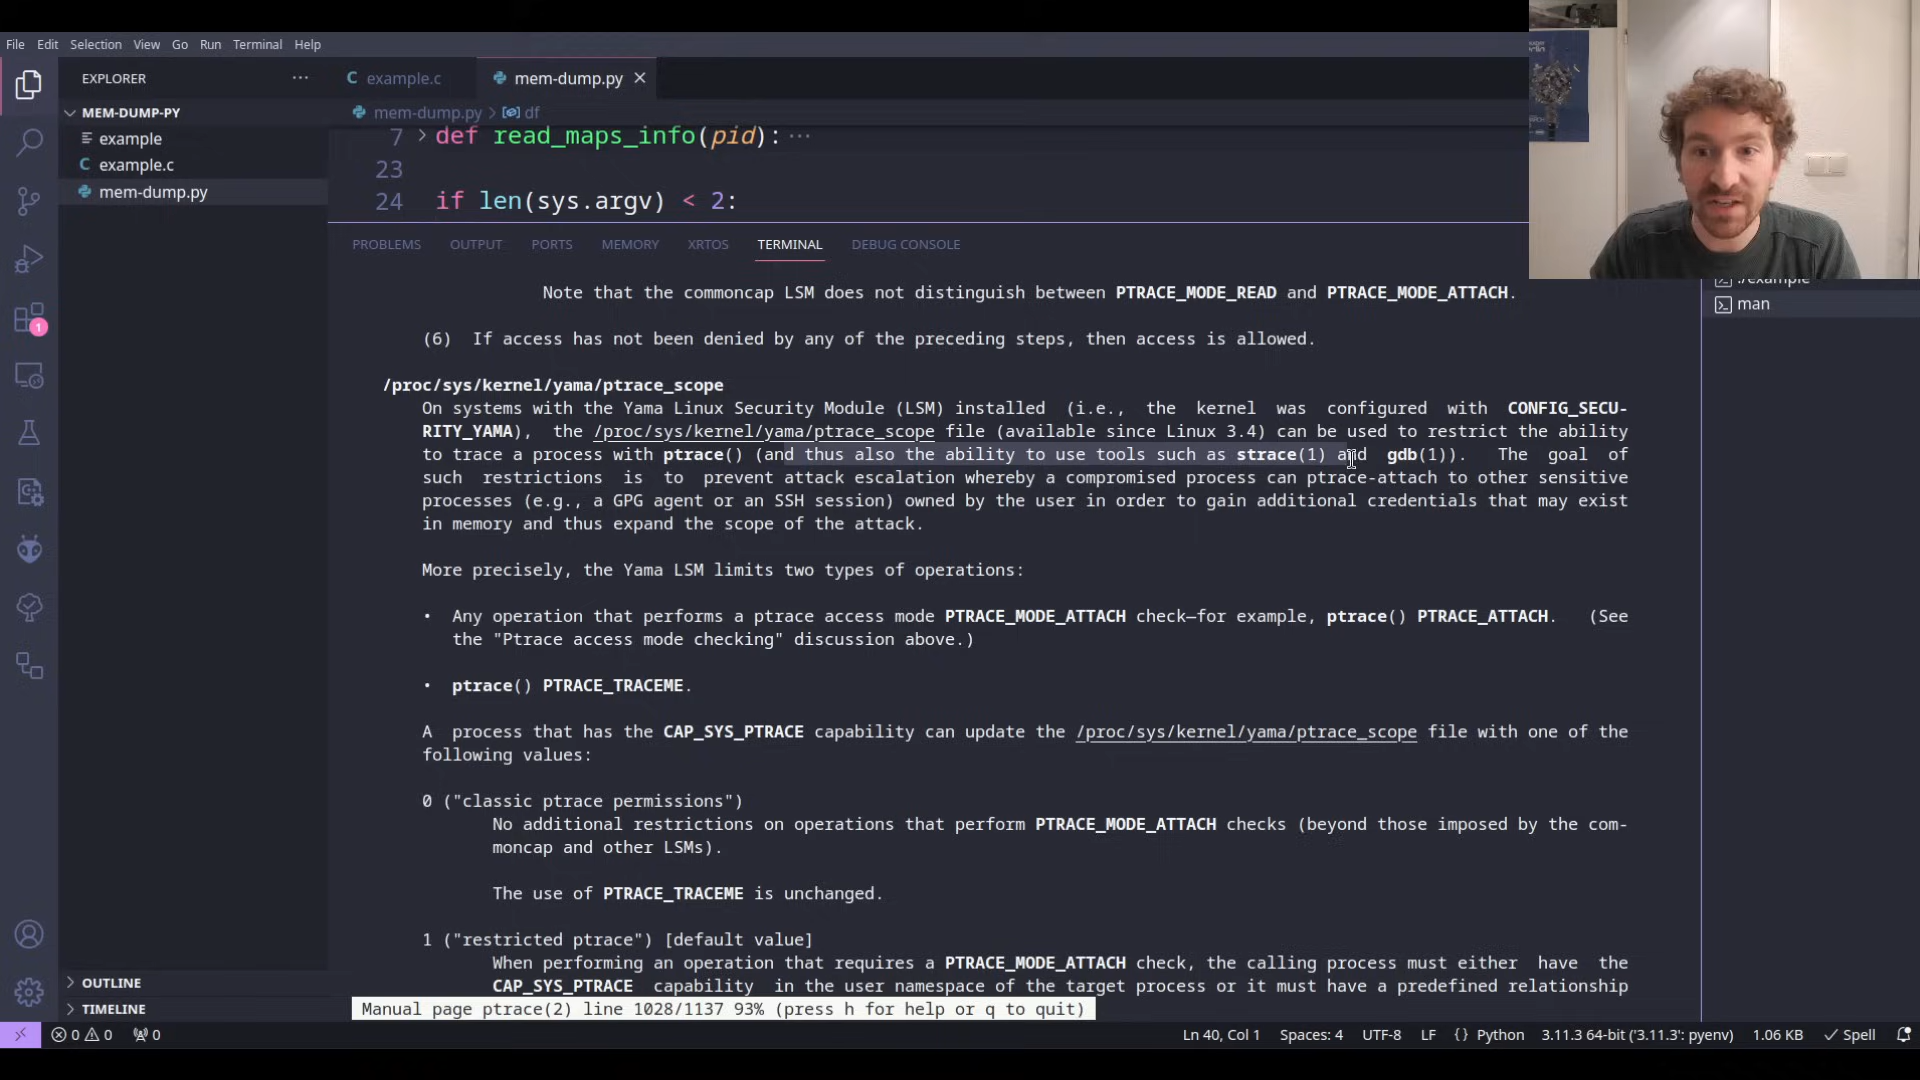 File Edit Selection View Go Run Terminal Help
EXPLORER
example.c
mem-dump.py
MEM-DUMP-PY
example
example.c
mem-dump.py
mem-dump.py > df
7 def read_maps_info(pid):
23
24 if len(sys.argv) < 2:
PROBLEMS OUTPUT PORTS MEMORY XRTOS TERMINAL DEBUG CONSOLE
./example
man
Note that the commoncap LSM does not distinguish between PTRACE_MODE_READ and PTRACE_MODE_ATTACH.
(6) If access has not been denied by any of the preceding steps, then access is allowed.
/proc/sys/kernel/yama/ptrace_scope
On systems with the Yama Linux Security Module (LSM) installed (i.e., the kernel was configured with CONFIG_SECU-
RITY_YAMA), the /proc/sys/kernel/yama/ptrace_scope file (available since Linux 3.4) can be used to restrict the ability
to trace a process with ptrace() (and thus also the ability to use tools such as strace(1) and gdb(1)). The goal of
such restrictions is to prevent attack escalation whereby a compromised process can ptrace-attach to other sensitive
processes (e.g., a GPG agent or an SSH session) owned by the user in order to gain additional credentials that may exist
in memory and thus expand the scope of the attack.
More precisely, the Yama LSM limits two types of operations:
• Any operation that performs a ptrace access mode PTRACE_MODE_ATTACH check—for example, ptrace() PTRACE_ATTACH. (See
the "Ptrace access mode checking" discussion above.)
• ptrace() PTRACE_TRACEME.
A process that has the CAP_SYS_PTRACE capability can update the /proc/sys/kernel/yama/ptrace_scope file with one of the
following values:
0 ("classic ptrace permissions")
No additional restrictions on operations that perform PTRACE_MODE_ATTACH checks (beyond those imposed by the com-
moncap and other LSMs).
The use of PTRACE_TRACEME is unchanged.
1 ("restricted ptrace") [default value]
When performing an operation that requires a PTRACE_MODE_ATTACH check, the calling process must either have the
CAP_SYS_PTRACE capability in the user namespace of the target process or it must have a predefined relationship
Manual page ptrace(2) line 1028/1137 93% (press h for help or q to quit)
1
OUTLINE
TIMELINE
0 0 0 Ln 40, Col 1 Spaces: 4 UTF-8 LF {} Python 3.11.3 64-bit ('3.11.3': pyenv) 1.06 KB Spell